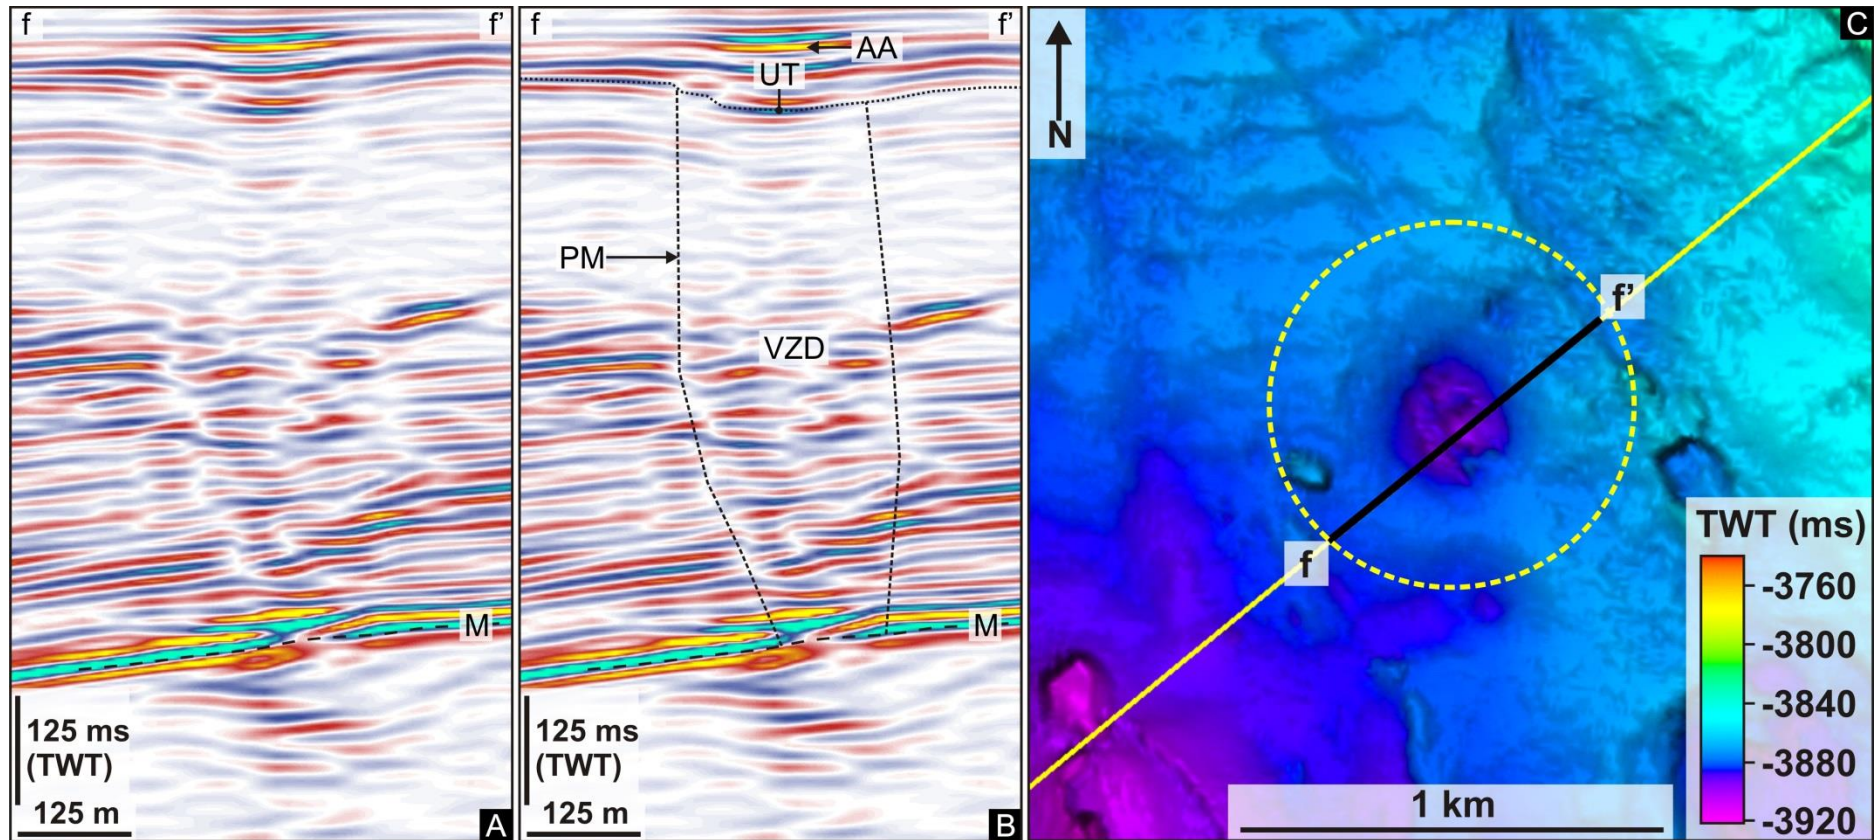 f f'
M
125 ms
(TWT)
125 m
A
f f'
AA
UT
PM
VZD
M
125 ms
(TWT)
125 m
B
C
N
f'
f
TWT (ms)
-3760
-3800
-3840
-3880
-3920
1 km